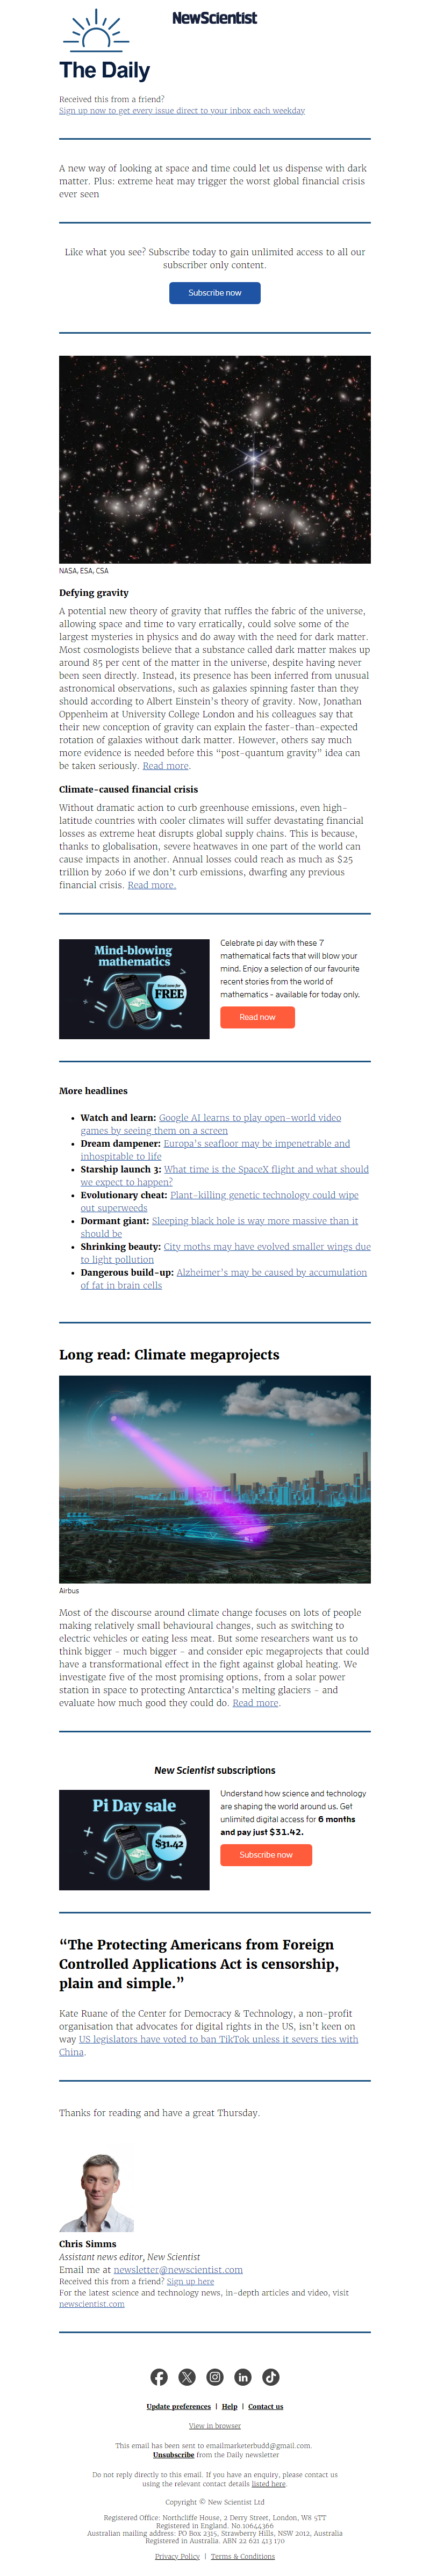 NewScientist
The Daily
Received this from a friend?
Sign up now to get every issue direct to your inbox each weekday
A new way of looking at space and time could let us dispense with dark
matter. Plus: extreme heat may trigger the worst global financial crisis
ever seen
Like what you see? Subscribe today to gain unlimited access to all our
subscriber only content.
Subscribe now
NASA, ESA, CSA
Defying gravity
A potential new theory of gravity that ruffles the fabric of the universe,
allowing space and time to vary erratically, could solve some of the
largest mysteries in physics and do away with the need for dark matter.
Most cosmologists believe that a substance called dark matter makes up
around 85 per cent of the matter in the universe, despite having never
been seen directly. Instead, its presence has been inferred from unusual
astronomical observations, such as galaxies spinning faster than they
should according to Albert Einstein's theory of gravity. Now, Jonathan
Oppenheim at University College London and his colleagues say that
their new conception of gravity can explain the faster-than-expected
rotation of galaxies without dark matter. However, others say much
more evidence is needed before this “post-quantum gravity” idea can
be taken seriously. Read more.
Climate-caused financial crisis
Without dramatic action to curb greenhouse emissions, even high-
latitude countries with cooler climates will suffer devastating financial
losses as extreme heat disrupts global supply chains. This is because,
thanks to globalisation, severe heatwaves in one part of the world can
cause impacts in another. Annual losses could reach as much as $25
trillion by 2060 if we don't curb emissions, dwarfing any previous
financial crisis. Read more.
Mind-blowing
mathematics
Read now for
FREE
Celebrate pi day with these 7
mathematical facts that will blow your
mind. Enjoy a selection of our favourite
recent stories from the world of
mathematics - available for today only.
Read now
More headlines
• Watch and learn: Google AI learns to play open-world video
games by seeing them on a screen
• Dream dampener: Europa's seafloor may be impenetrable and
inhospitable to life
• Starship launch 3: What time is the SpaceX flight and what should
we expect to happen?
• Evolutionary cheat: Plant-killing genetic technology could wipe
out superweeds
• Dormant giant: Sleeping black hole is way more massive than it
should be
• Shrinking beauty: City moths may have evolved smaller wings due
to light pollution
• Dangerous build-up: Alzheimer's may be caused by accumulation
of fat in brain cells
Long read: Climate megaprojects
Airbus
Most of the discourse around climate change focuses on lots of people
making relatively small behavioural changes, such as switching to
electric vehicles or eating less meat. But some researchers want us to
think bigger - much bigger - and consider epic megaprojects that could
have a transformational effect in the fight against global heating. We
investigate five of the most promising options, from a solar power
station in space to protecting Antarctica's melting glaciers - and
evaluate how much good they could do. Read more.
New Scientist subscriptions
Pi Day sale
6 months for
$31.42
Understand how science and technology
are shaping the world around us. Get
unlimited digital access for 6 months
and pay just $31.42.
Subscribe now
“The Protecting Americans from Foreign
Controlled Applications Act is censorship,
plain and simple.”
Kate Ruane of the Center for Democracy & Technology, a non-profit
organisation that advocates for digital rights in the US, isn't keen on
way US legislators have voted to ban TikTok unless it severs ties with
China.
Thanks for reading and have a great Thursday.
Chris Simms
Assistant news editor, New Scientist
Email me at newsletter@newscientist.com
Received this from a friend? Sign up here
For the latest science and technology news, in-depth articles and video, visit
newscientist.com
Update preferences | Help | Contact us
View in browser
This email has been sent to emailmarketerbudd@gmail.com.
Unsubscribe from the Daily newsletter
Do not reply directly to this email. If you have an enquiry, please contact us
using the relevant contact details listed here.
Copyright © New Scientist Ltd
Registered Office: Northcliffe House, 2 Derry Street, London, W8 5TT
Registered in England. No.10644366
Australian mailing address: PO Box 2315, Strawberry Hills, NSW 2012, Australia
Registered in Australia. ABN 22 621 413 170
Privacy Policy | Terms & Conditions